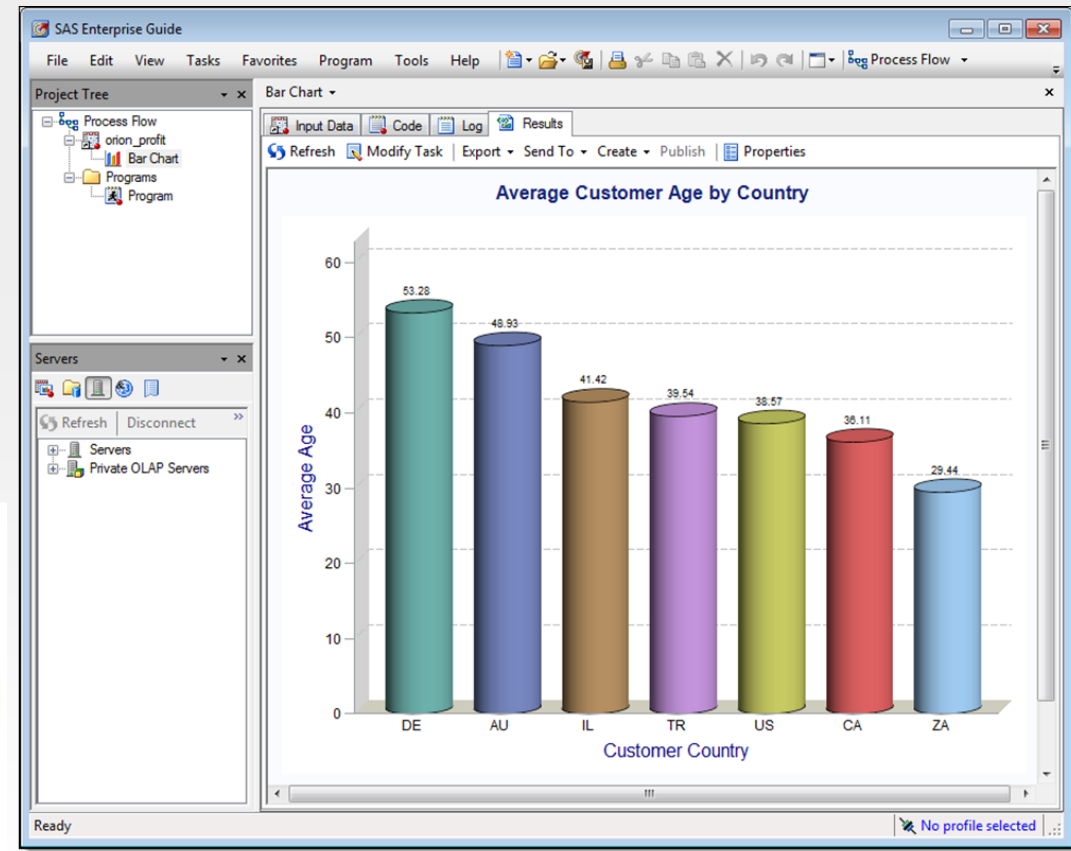 SAS Enterprise Guide
File Edit View Tasks Favorites Program Tools Help Process Flow
Project Tree
Process Flow
orion_profit
Bar Chart
Programs
Program
Servers
Refresh Disconnect »
Servers
Private OLAP Servers
Bar Chart
Input Data Code Log Results
Refresh Modify Task Export Send To Create Publish Properties
Average Customer Age by Country
Average Age
60
50
40
30
20
10
0
53.28
48.93
41.42
39.54
38.57
36.11
29.44
DE AU IL TR US CA ZA
Customer Country
Ready No profile selected